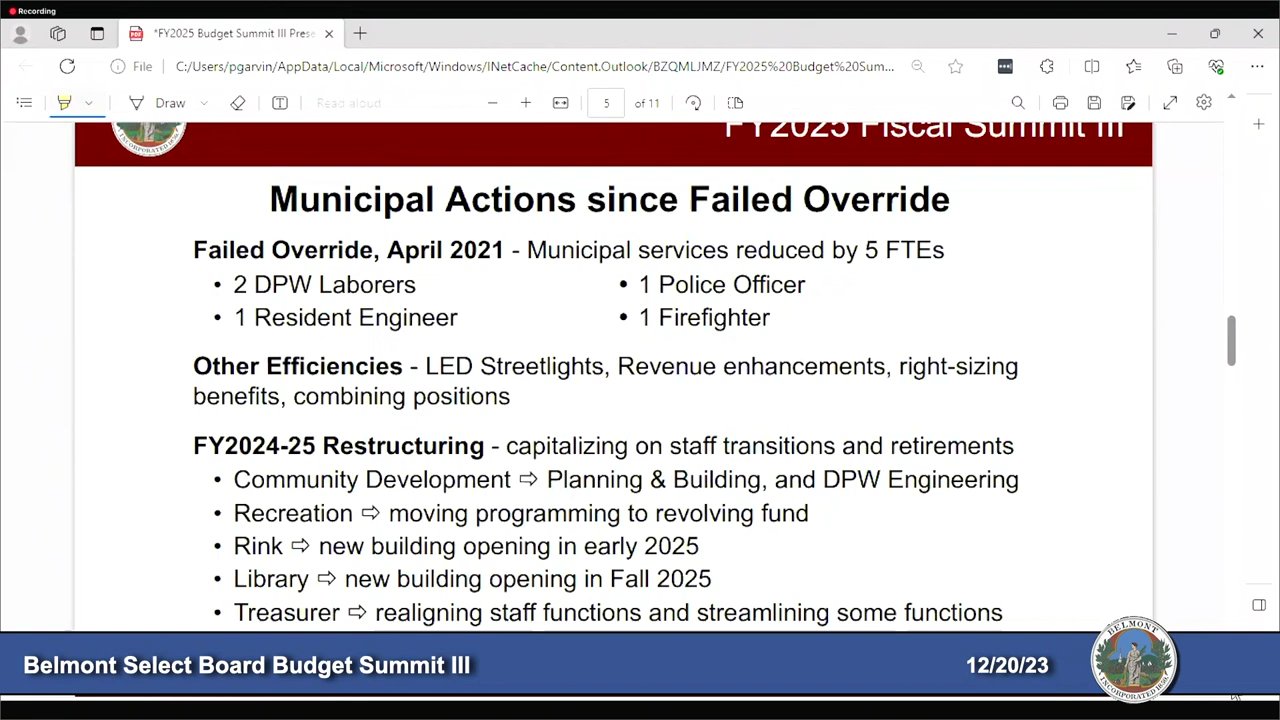 Recording
*FY2025 Budget Summit III Prese
File C:/Users/pgarvin/AppData/Local/Microsoft/Windows/INetCache/Content.Outlook/BZQMLJMZ/FY2025%20Budget%20Sum...
Draw Read aloud 5 of 11
FY2025 Fiscal Summit III
Municipal Actions since Failed Override
Failed Override, April 2021 - Municipal services reduced by 5 FTEs
• 2 DPW Laborers • 1 Police Officer
• 1 Resident Engineer • 1 Firefighter
Other Efficiencies - LED Streetlights, Revenue enhancements, right-sizing
benefits, combining positions
FY2024-25 Restructuring - capitalizing on staff transitions and retirements
• Community Development ⇨ Planning & Building, and DPW Engineering
• Recreation ⇨ moving programming to revolving fund
• Rink ⇨ new building opening in early 2025
• Library ⇨ new building opening in Fall 2025
• Treasurer ⇨ realigning staff functions and streamlining some functions
Belmont Select Board Budget Summit III 12/20/23
BELMONT
INCORPORATED 1859